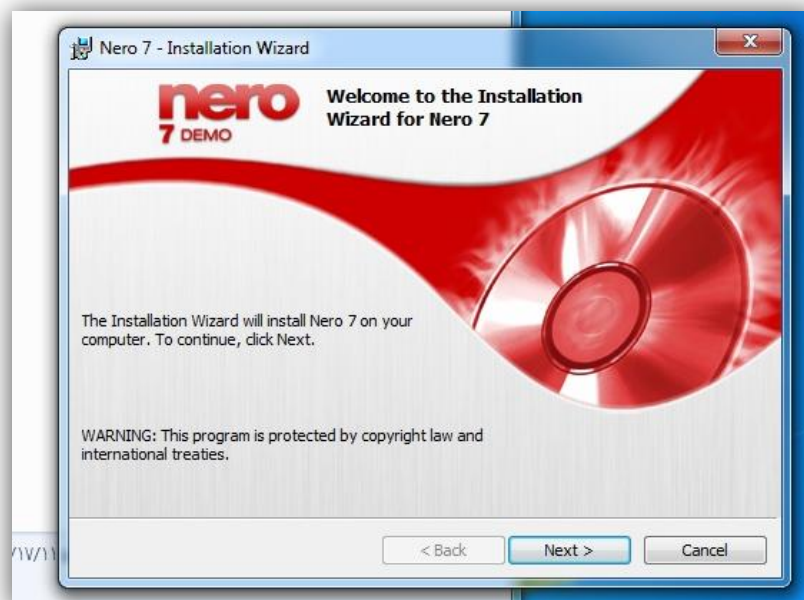 Nero 7 - Installation Wizard
x
nero
7 DEMO
Welcome to the Installation
Wizard for Nero 7
The Installation Wizard will install Nero 7 on your
computer. To continue, click Next.
WARNING: This program is protected by copyright law and
international treaties.
< Back
Next >
Cancel